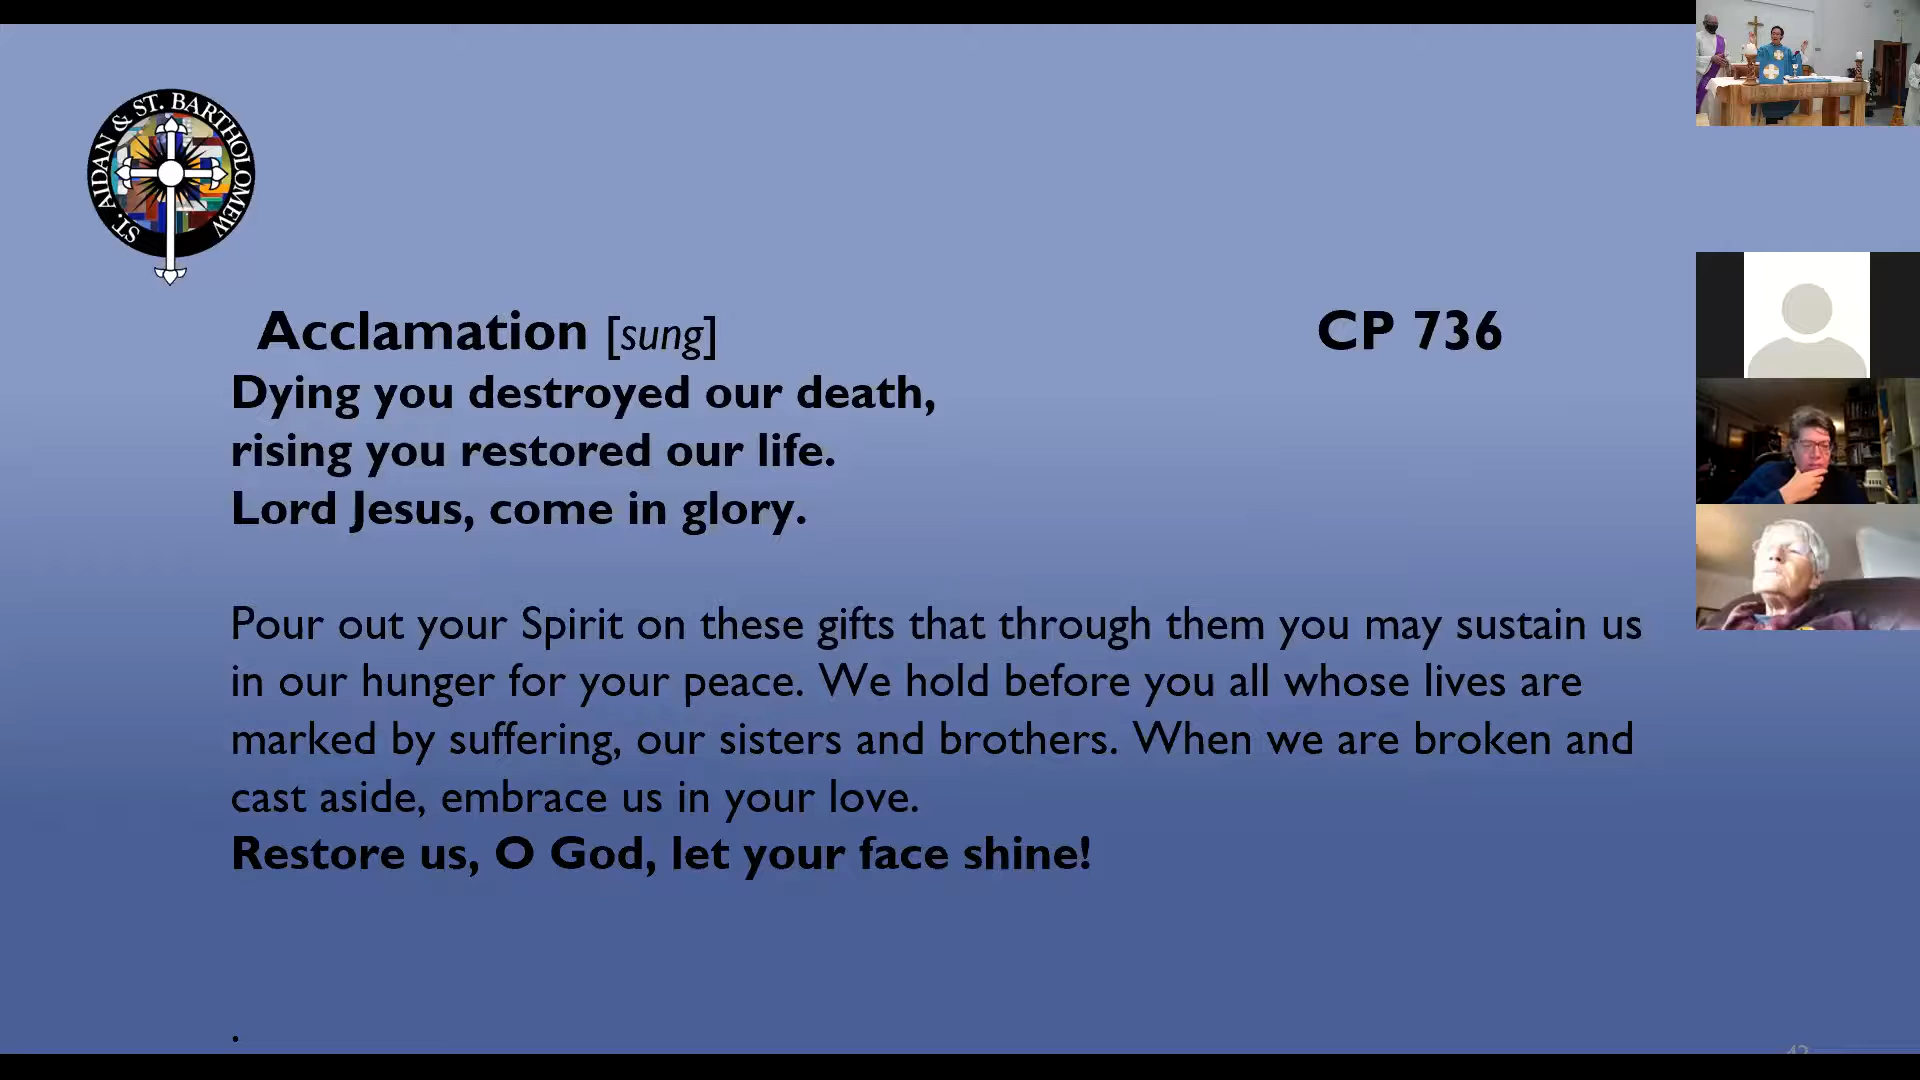 ST. AIDAN & ST. BARTHOLOMEW
Acclamation [sung] CP 736
Dying you destroyed our death,
rising you restored our life.
Lord Jesus, come in glory.
Pour out your Spirit on these gifts that through them you may sustain us
in our hunger for your peace. We hold before you all whose lives are
marked by suffering, our sisters and brothers. When we are broken and
cast aside, embrace us in your love.
Restore us, O God, let your face shine!
.